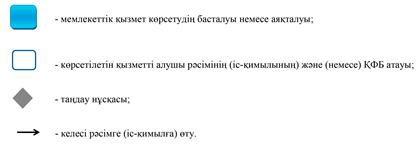 - мемлекеттік қызмет көрсетудің басталуы немесе аяқталуы;
- көрсетілетін қызметті алушы рәсімінің (іс-қимылының) және (немесе) ҚФБ атауы;
- таңдау нұсқасы;
- келесі рәсімге (іс-қимылға) өту.